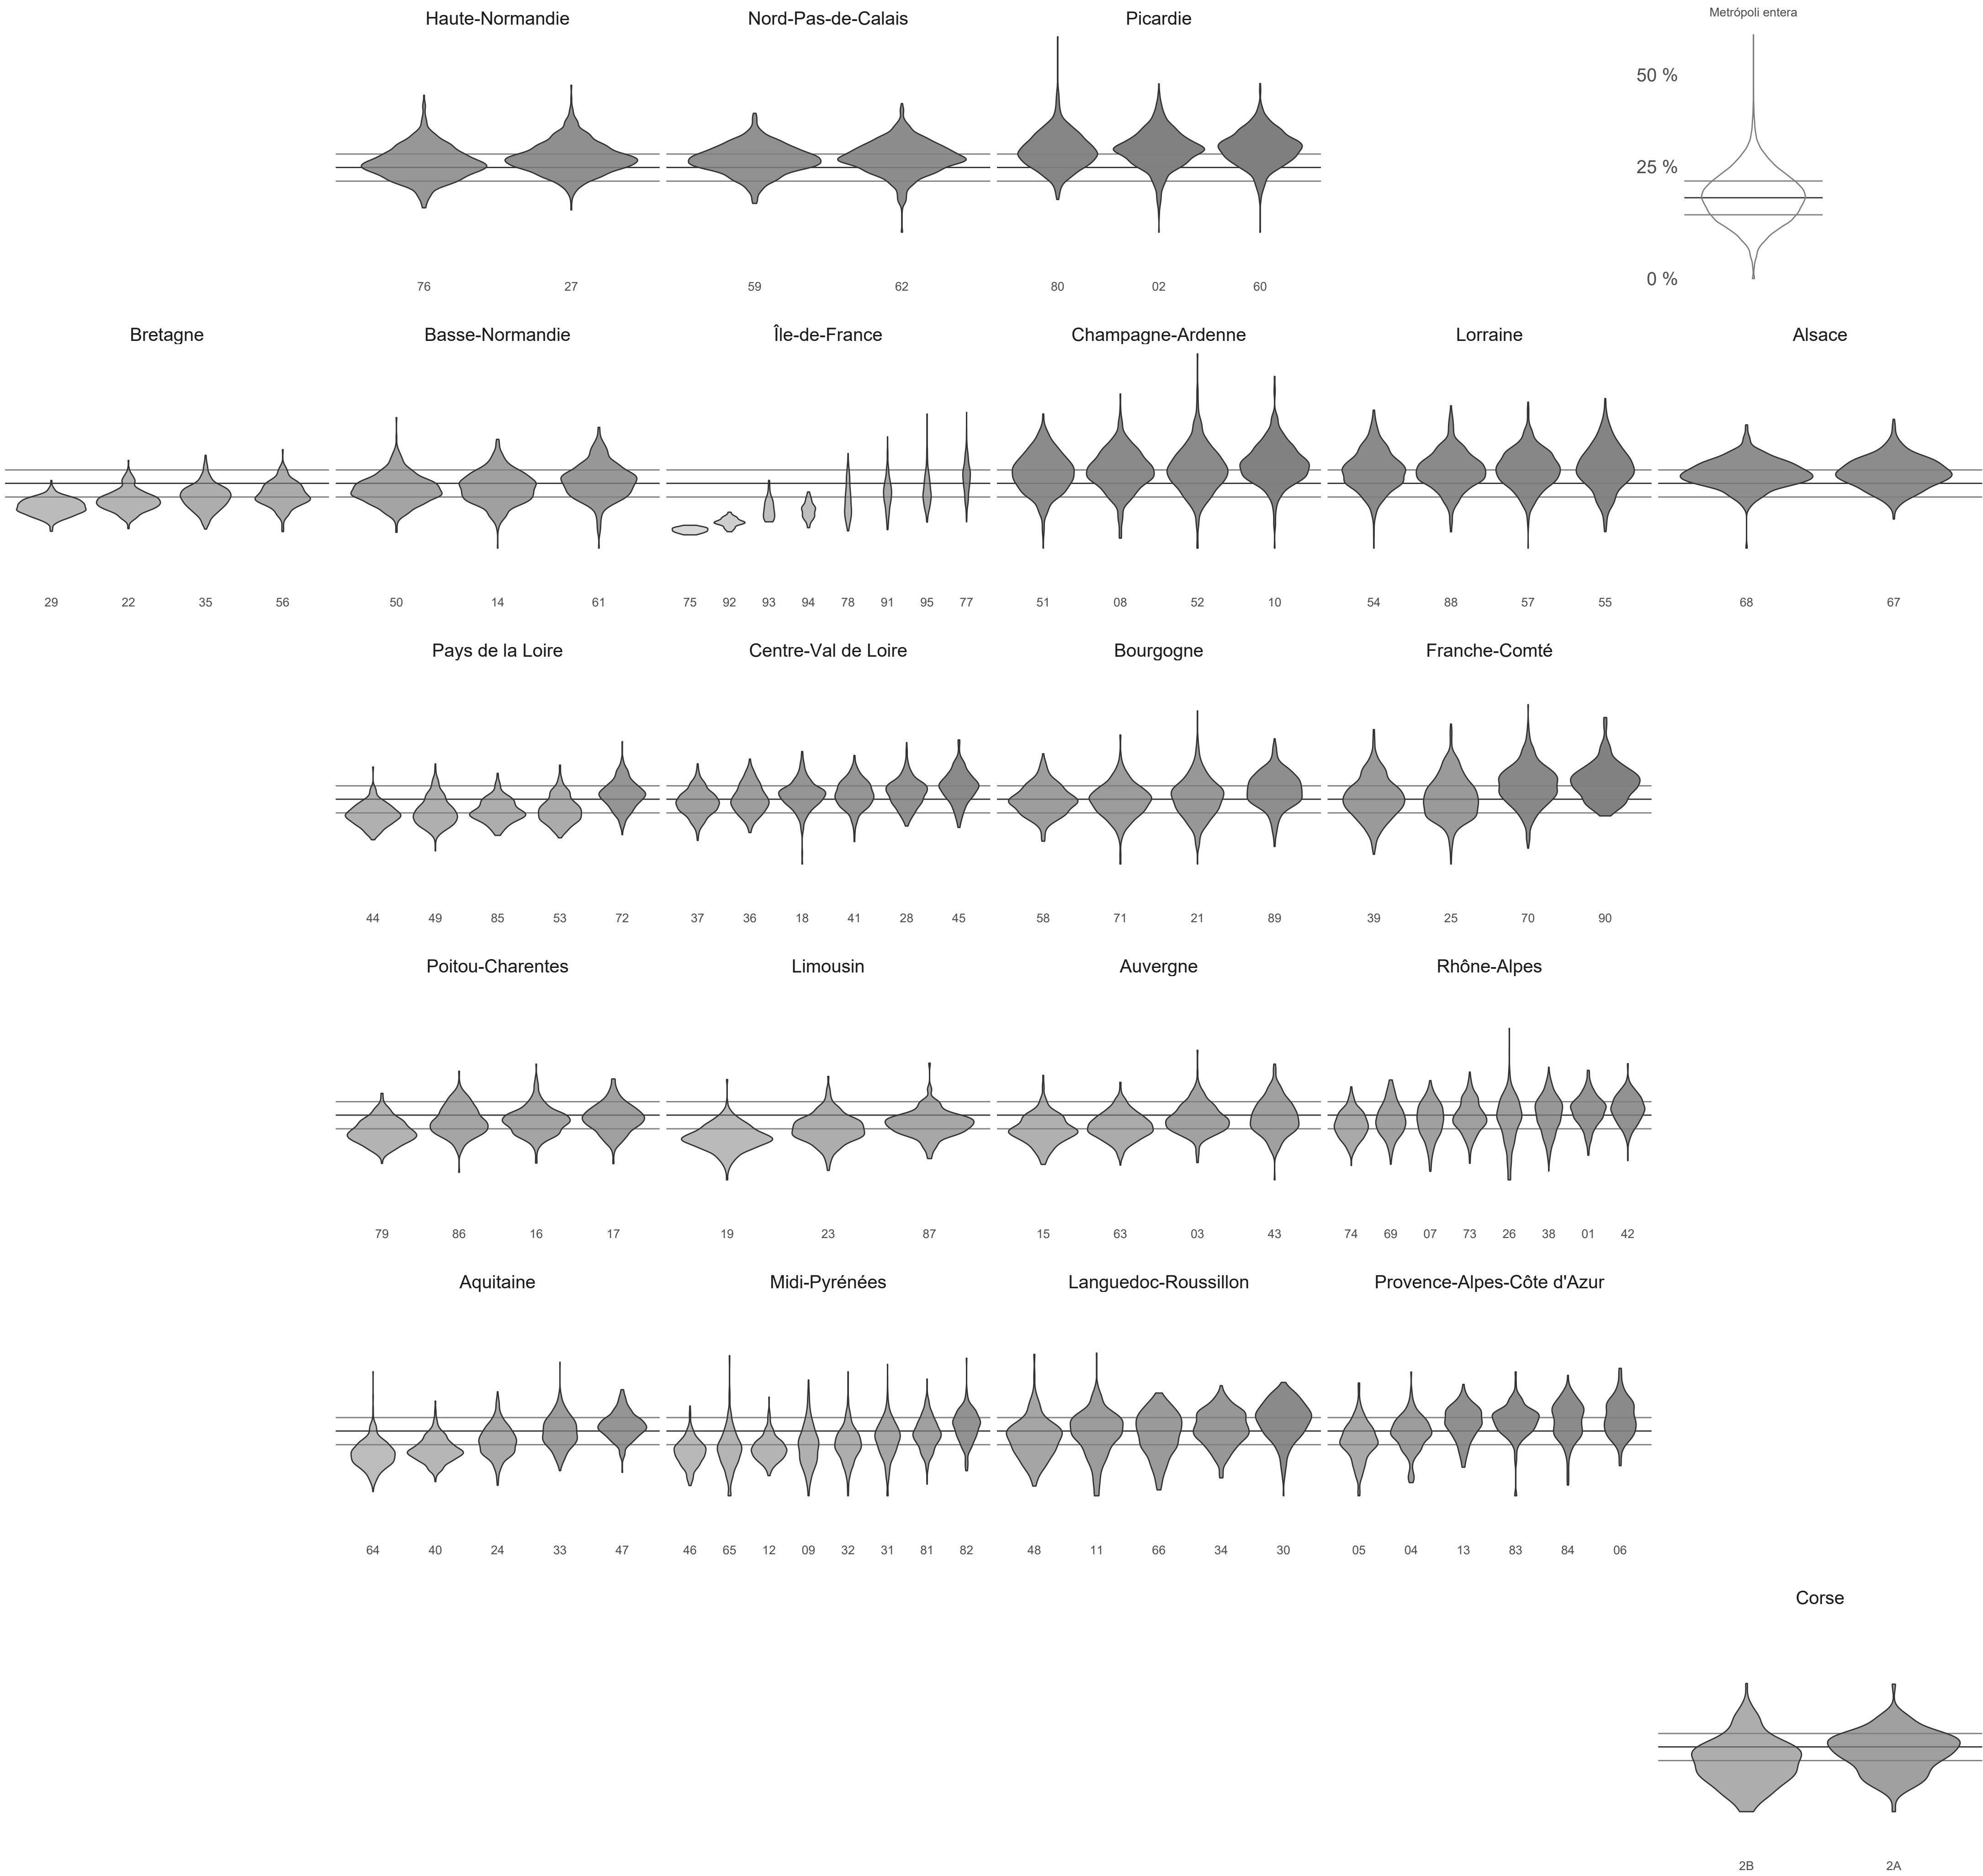 Haute-Normandie Nord-Pas-de-Calais Picardie Metrópoli entera
50 %
25 %
0 %
76 27 59 62 80 02 60
Bretagne Basse-Normandie Île-de-France Champagne-Ardenne Lorraine Alsace
29 22 35 56 50 14 61 75 92 93 94 78 91 95 77 51 08 52 10 54 88 57 55 68 67
Pays de la Loire Centre-Val de Loire Bourgogne Franche-Comté
44 49 85 53 72 37 36 18 41 28 45 58 71 21 89 39 25 70 90
Poitou-Charentes Limousin Auvergne Rhône-Alpes
79 86 16 17 19 23 87 15 63 03 43 74 69 07 73 26 38 01 42
Aquitaine Midi-Pyrénées Languedoc-Roussillon Provence-Alpes-Côte d'Azur
64 40 24 33 47 46 65 12 09 32 31 81 82 48 11 66 34 30 05 04 13 83 84 06
Corse
2B 2A